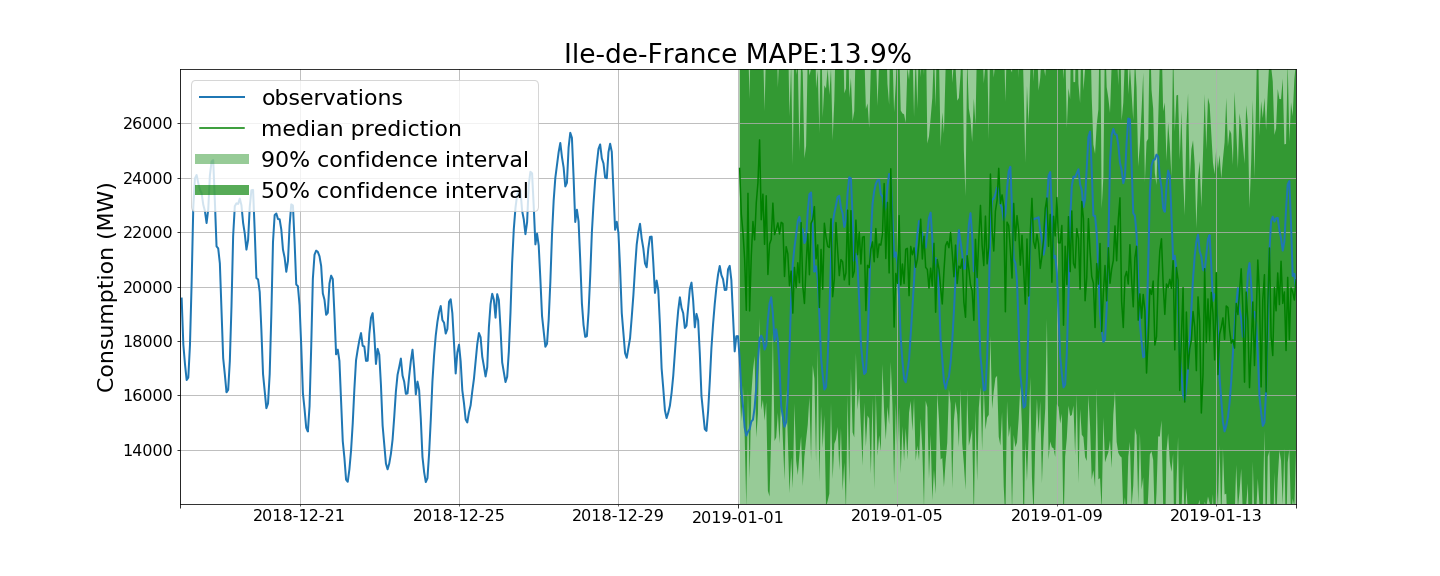 Ile-de-France MAPE:13.9%
observations
median prediction
90% confidence interval
50% confidence interval
Consumption (MW)
26000
24000
22000
20000
18000
16000
14000
2018-12-21 2018-12-25 2018-12-29 2019-01-01 2019-01-05 2019-01-09 2019-01-13